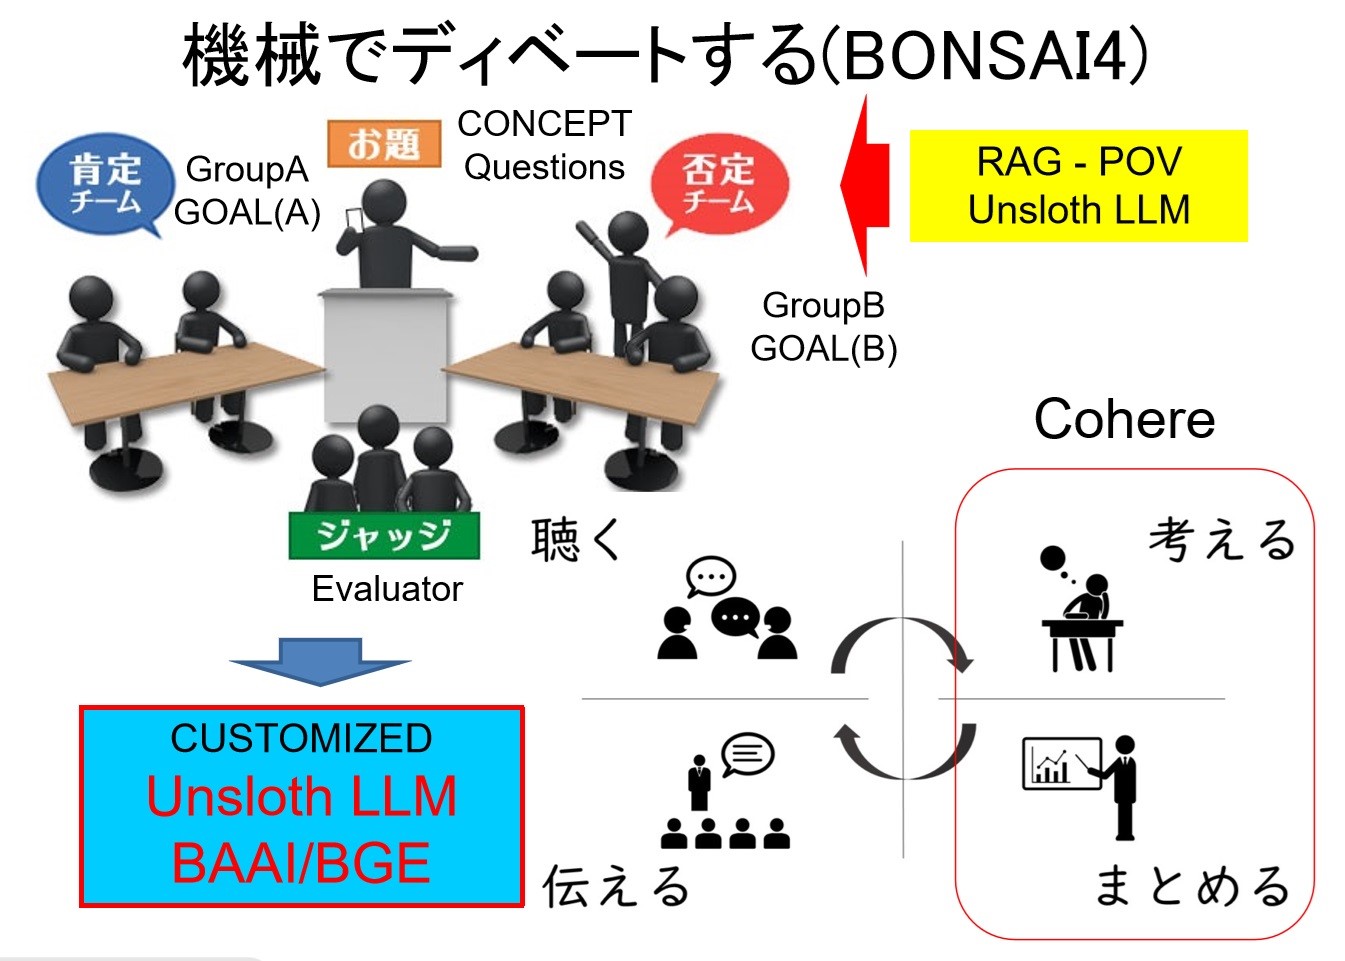 機械でディベートする(BONSAI4)
肯定
チーム
GroupA
GOAL(A)
お題
CONCEPT
Questions
否定
チーム
RAG - POV
Unsloth LLM
GroupB
GOAL(B)
ジャッジ
Evaluator
CUSTOMIZED
Unsloth LLM
BAAI/BGE
Cohere
聴く
考える
伝える
まとめる